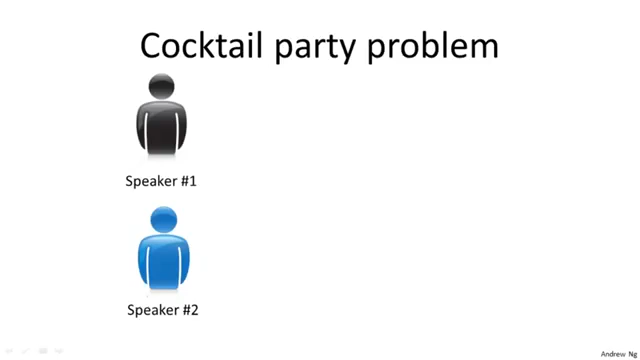 Cocktail party problem
Speaker #1
Speaker #2
Andrew Ng